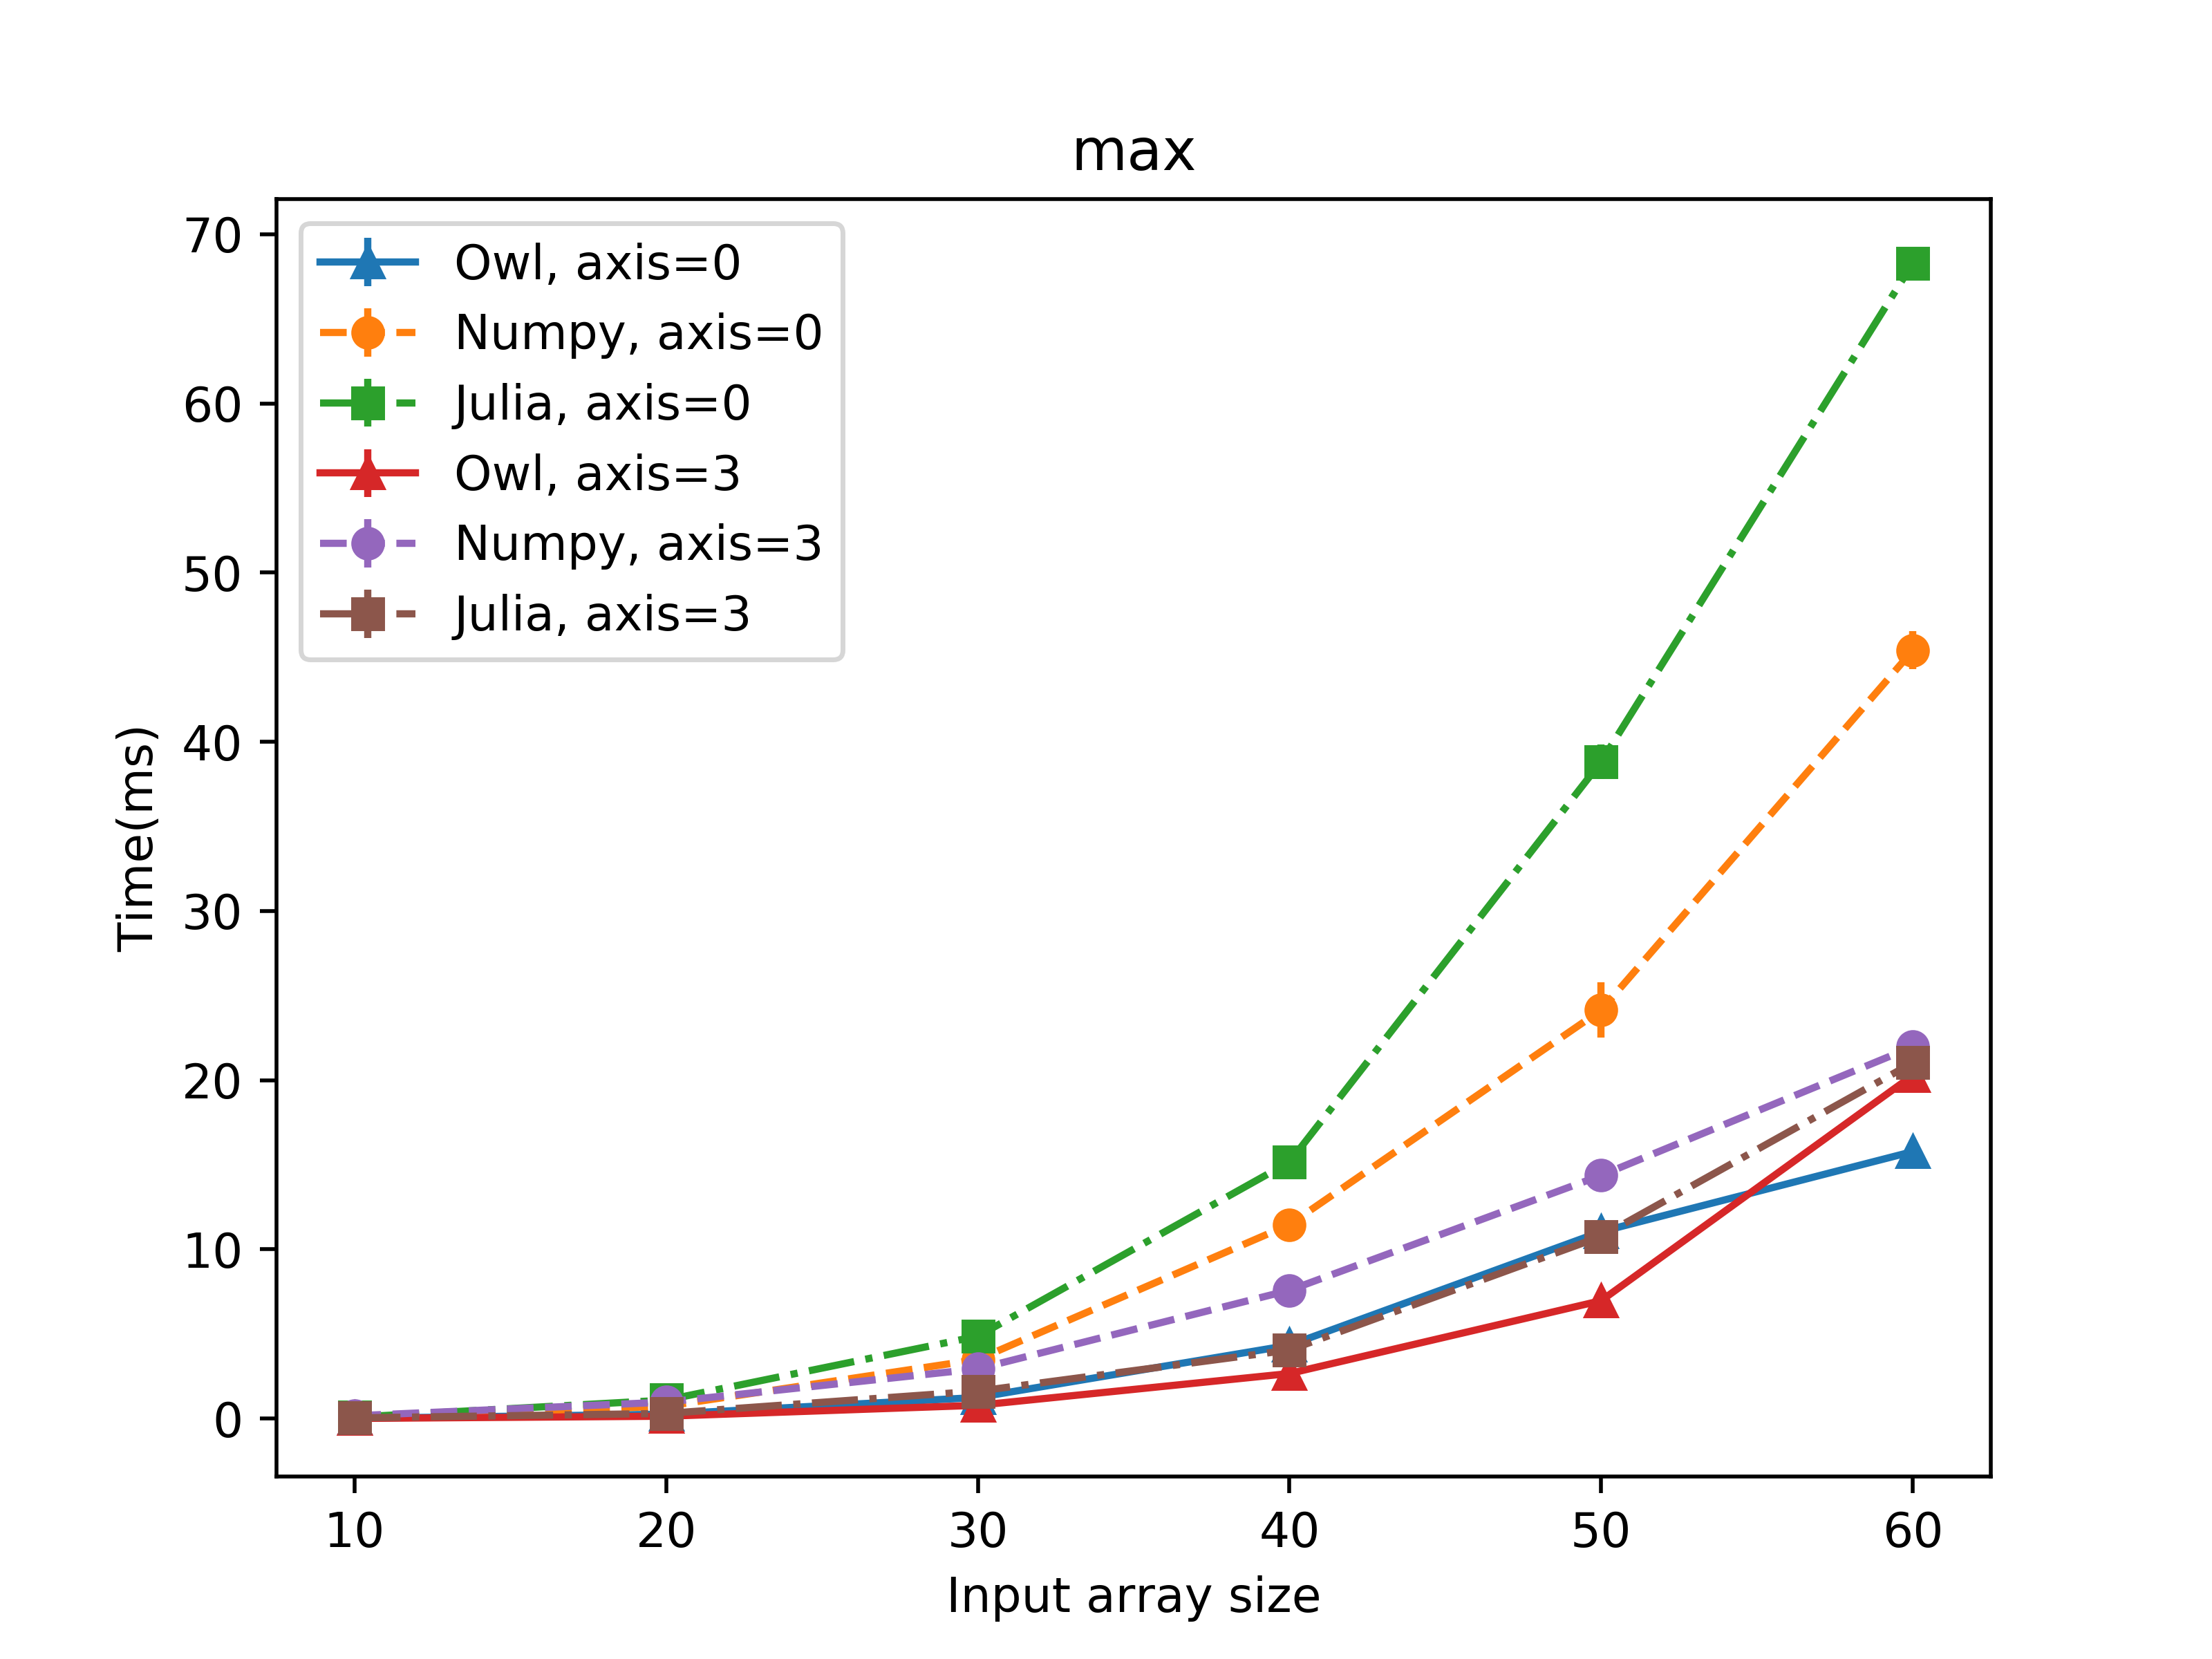 max
70
60
50
40
30
20
10
0
Time(ms)
Owl, axis=0
Numpy, axis=0
Julia, axis=0
Owl, axis=3
Numpy, axis=3
Julia, axis=3
10 20 30 40 50 60
Input array size